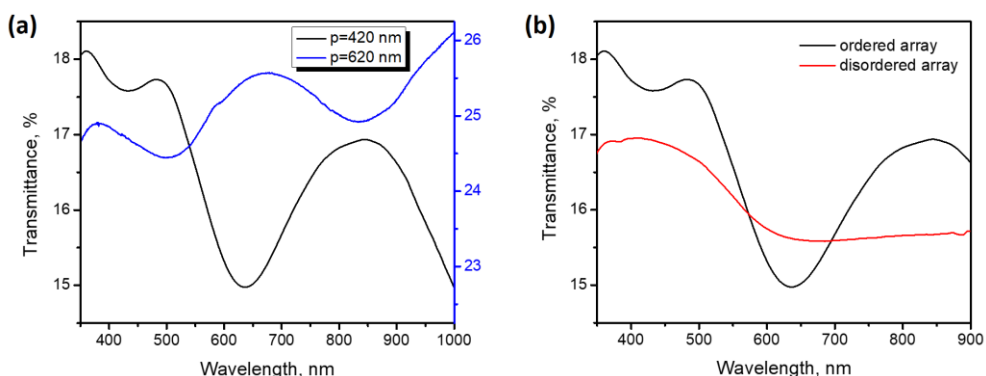 (a)
p=420 nm
p=620 nm
Transmittance, %
18
17
16
15
26
25
24
23
400 500 600 700 800 900 1000
Wavelength, nm
(b)
ordered array
disordered array
Transmittance, %
18
17
16
15
400 500 600 700 800 900
Wavelength, nm